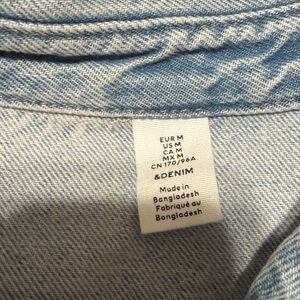 EUR M
US M
CA M
MX M
CN 170/96A
&DENIM
Made in
Bangladesh
Fabriqué au
Bangladesh